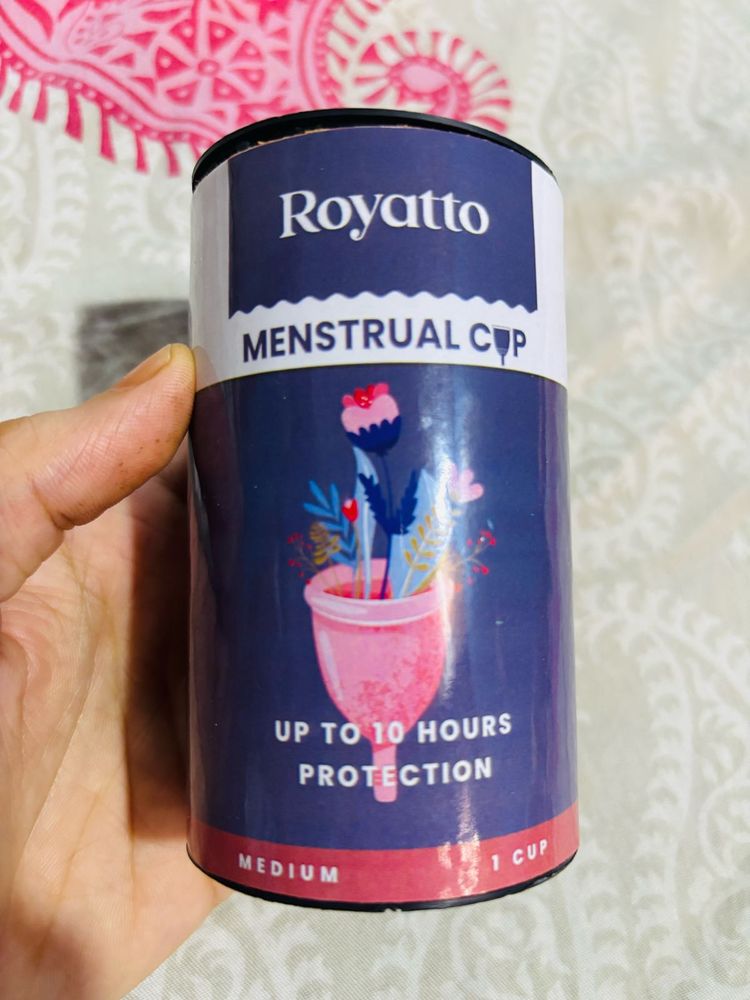 Royatto
MENSTRUAL CUP
UP TO 10 HOURS
PROTECTION
MEDIUM
1 CUP